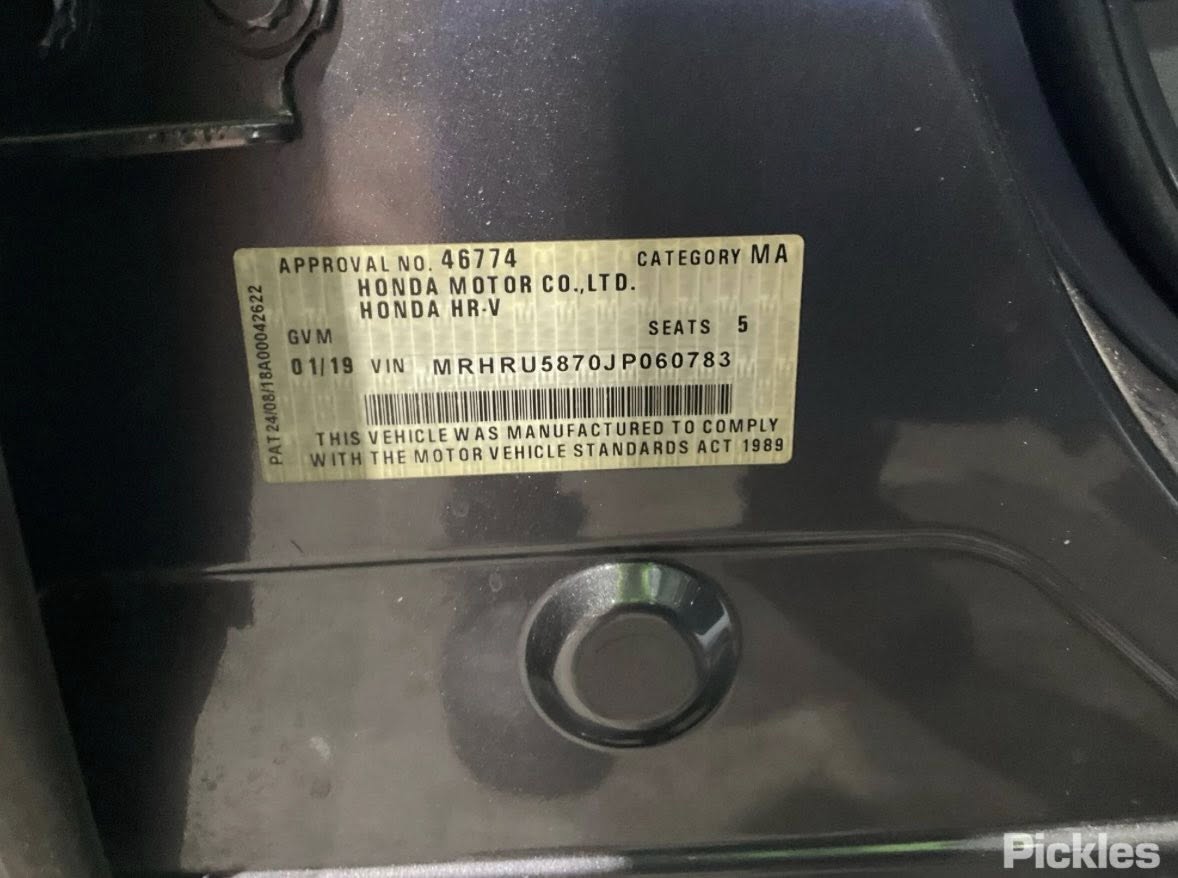 APPROVAL NO. 46774 CATEGORY MA
HONDA MOTOR CO.,LTD.
HONDA HR-V
GVM SEATS 5
01/19 VIN MRHRU5870JP060783
THIS VEHICLE WAS MANUFACTURED TO COMPLY
WITH THE MOTOR VEHICLE STANDARDS ACT 1989
PAT24/08/18A00042622
Pickles